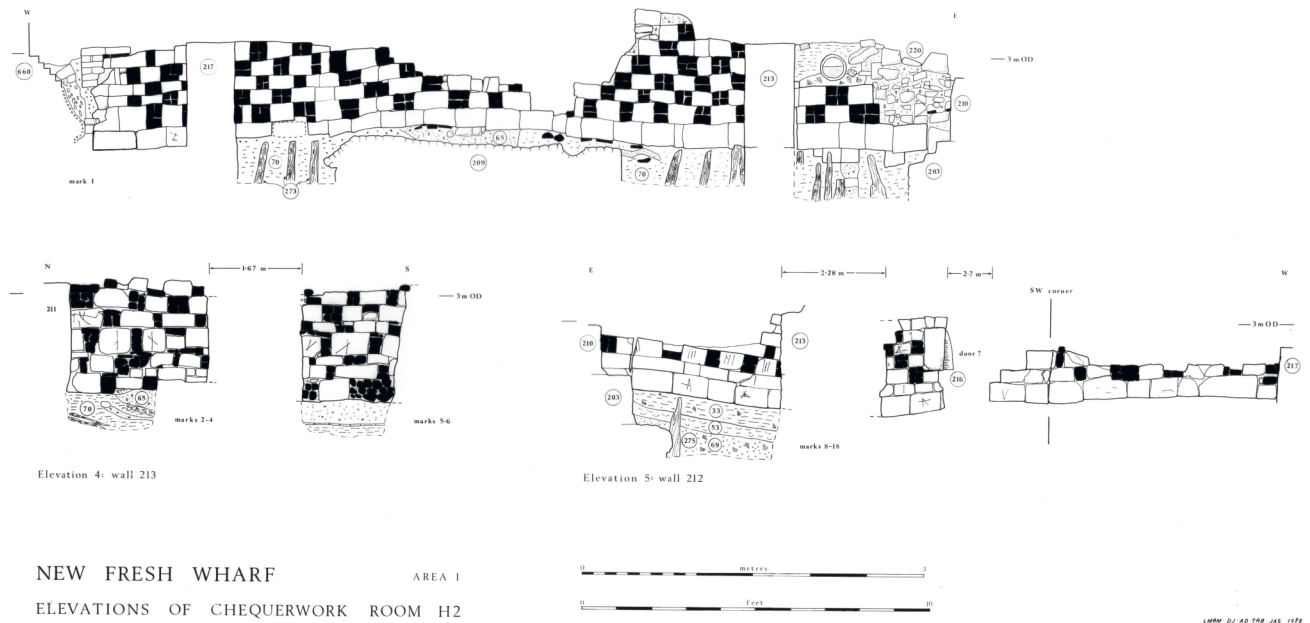 W
E
660
217
213
220
3 m OD
210
65
70
209
70
203
273
mark 1
N
1·67 m
S
E
2·28 m
2·7 m
W
SW corner
3 m OD
211
3 m OD
210
213
door ?
216
217
65
70
203
33
53
275
69
marks 2-4
marks 5-6
marks 8-18
Elevation 4: wall 213
Elevation 5: wall 212
NEW FRESH WHARF AREA I
ELEVATIONS OF CHEQUERWORK ROOM H2
0 metres 3
0 feet 10
LMBM·DJ·AD·TRB·JAS 1975